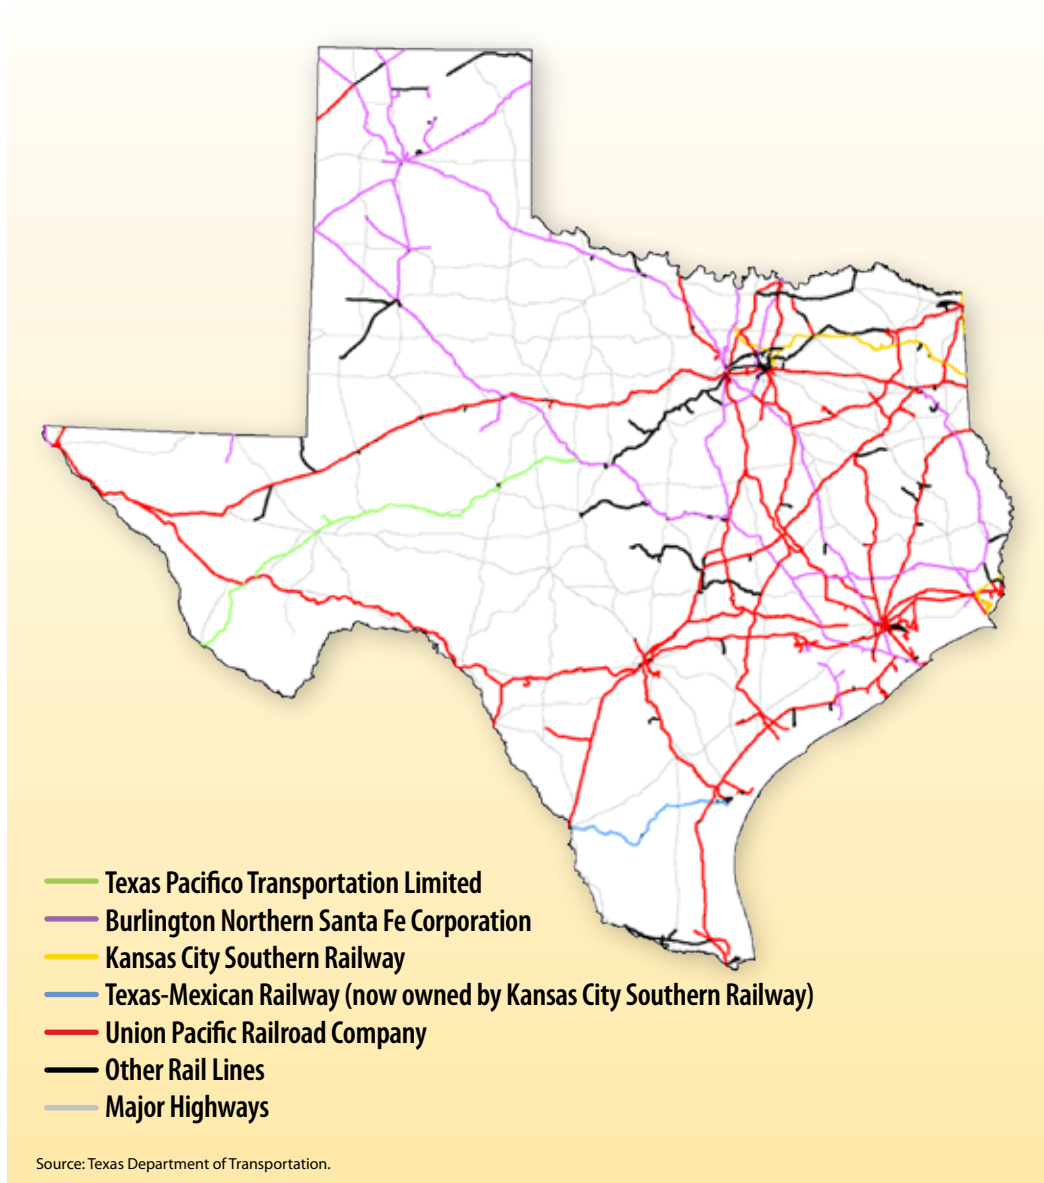 Texas Pacifico Transportation Limited
Burlington Northern Santa Fe Corporation
Kansas City Southern Railway
Texas-Mexican Railway (now owned by Kansas City Southern Railway)
Union Pacific Railroad Company
Other Rail Lines
Major Highways
Source: Texas Department of Transportation.